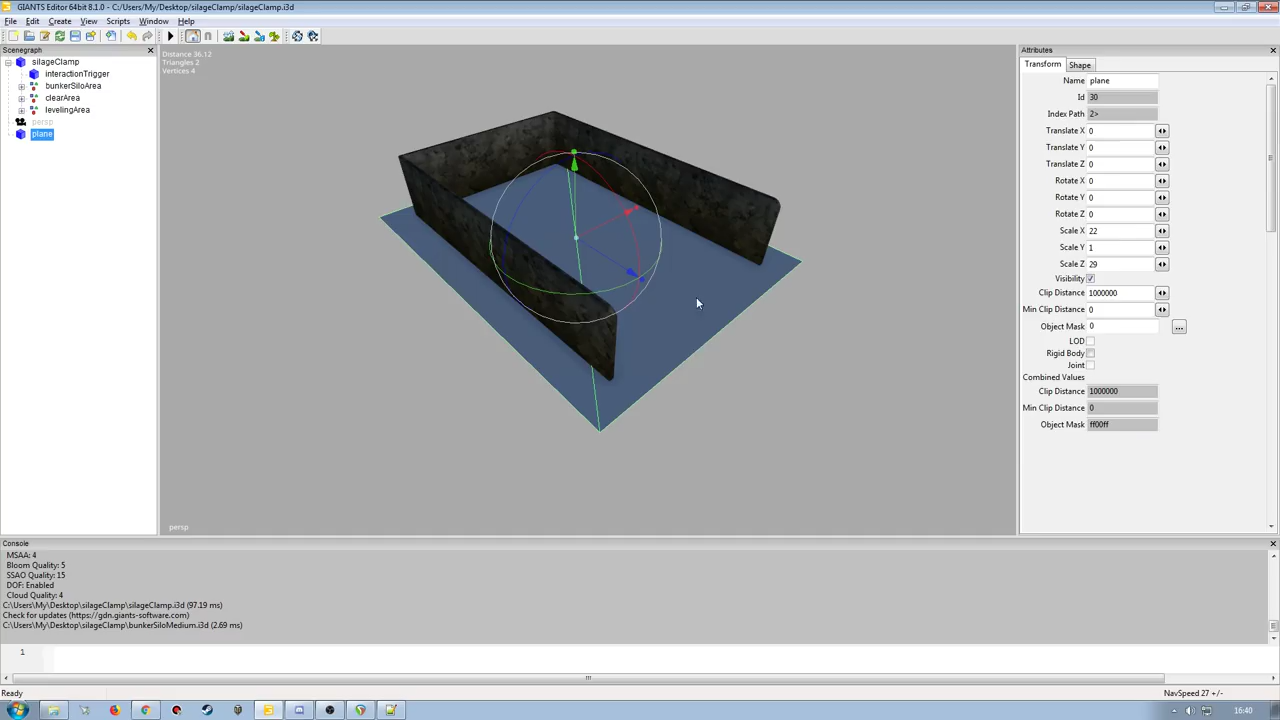 GIANTS Editor 64bit 8.1.0 - C:/Users/My/Desktop/silageClamp/silageClamp.i3d
File Edit Create View Scripts Window Help
Scenegraph
silageClamp
interactionTrigger
bunkerSiloArea
clearArea
levelingArea
persp
plane
Distance 36,12
Triangles 2
Vertices 4
persp
Attributes
Transform Shape
Name plane
Id 30
Index Path 2>
Translate X 0
Translate Y 0
Translate Z 0
Rotate X 0
Rotate Y 0
Rotate Z 0
Scale X 22
Scale Y 1
Scale Z 29
Visibility
Clip Distance 1000000
Min Clip Distance 0
Object Mask 0 ...
LOD
Rigid Body
Joint
Combined Values
Clip Distance 1000000
Min Clip Distance 0
Object Mask ff00ff
Console
MSAA: 4
Bloom Quality: 5
SSAO Quality: 15
DOF: Enabled
Cloud Quality: 4
C:\Users\My\Desktop\silageClamp\silageClamp.i3d (97.19 ms)
Check for updates (https://gdn.giants-software.com)
C:\Users\My\Desktop\silageClamp\bunkerSiloMedium.i3d (2.69 ms)
1
Ready
NavSpeed 27 +/-
16:40